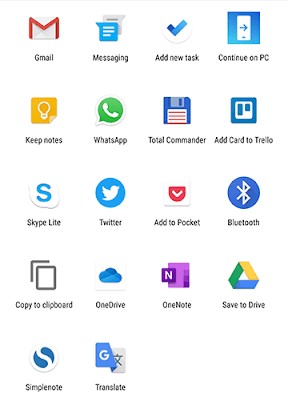 Gmail
Messaging
Add new task
Continue on PC
Keep notes
WhatsApp
Total Commander
Add Card to Trello
Skype Lite
Twitter
Add to Pocket
Bluetooth
Copy to clipboard
OneDrive
OneNote
Save to Drive
Simplenote
Translate